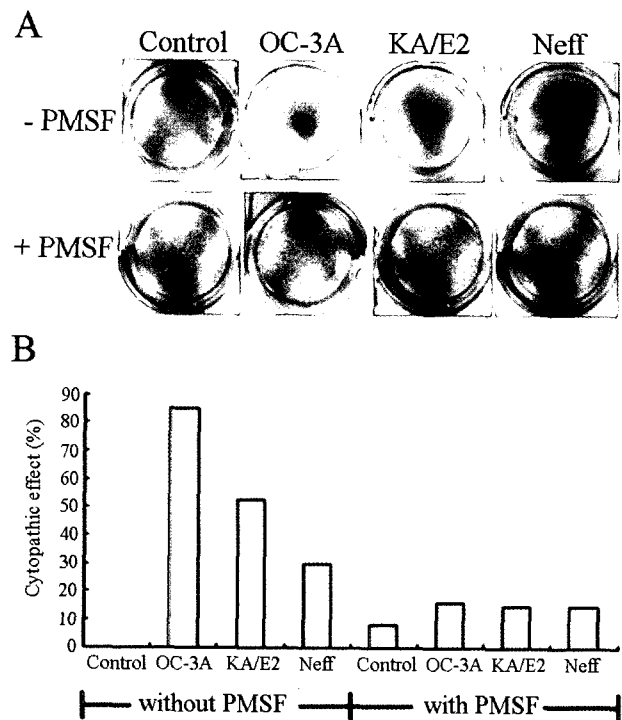 A
Control OC-3A KA/E2 Neff
- PMSF
+ PMSF
B
Cytopathic effect (%)
90
80
70
60
50
40
30
20
10
0
Control OC-3A KA/E2 Neff Control OC-3A KA/E2 Neff
without PMSF with PMSF